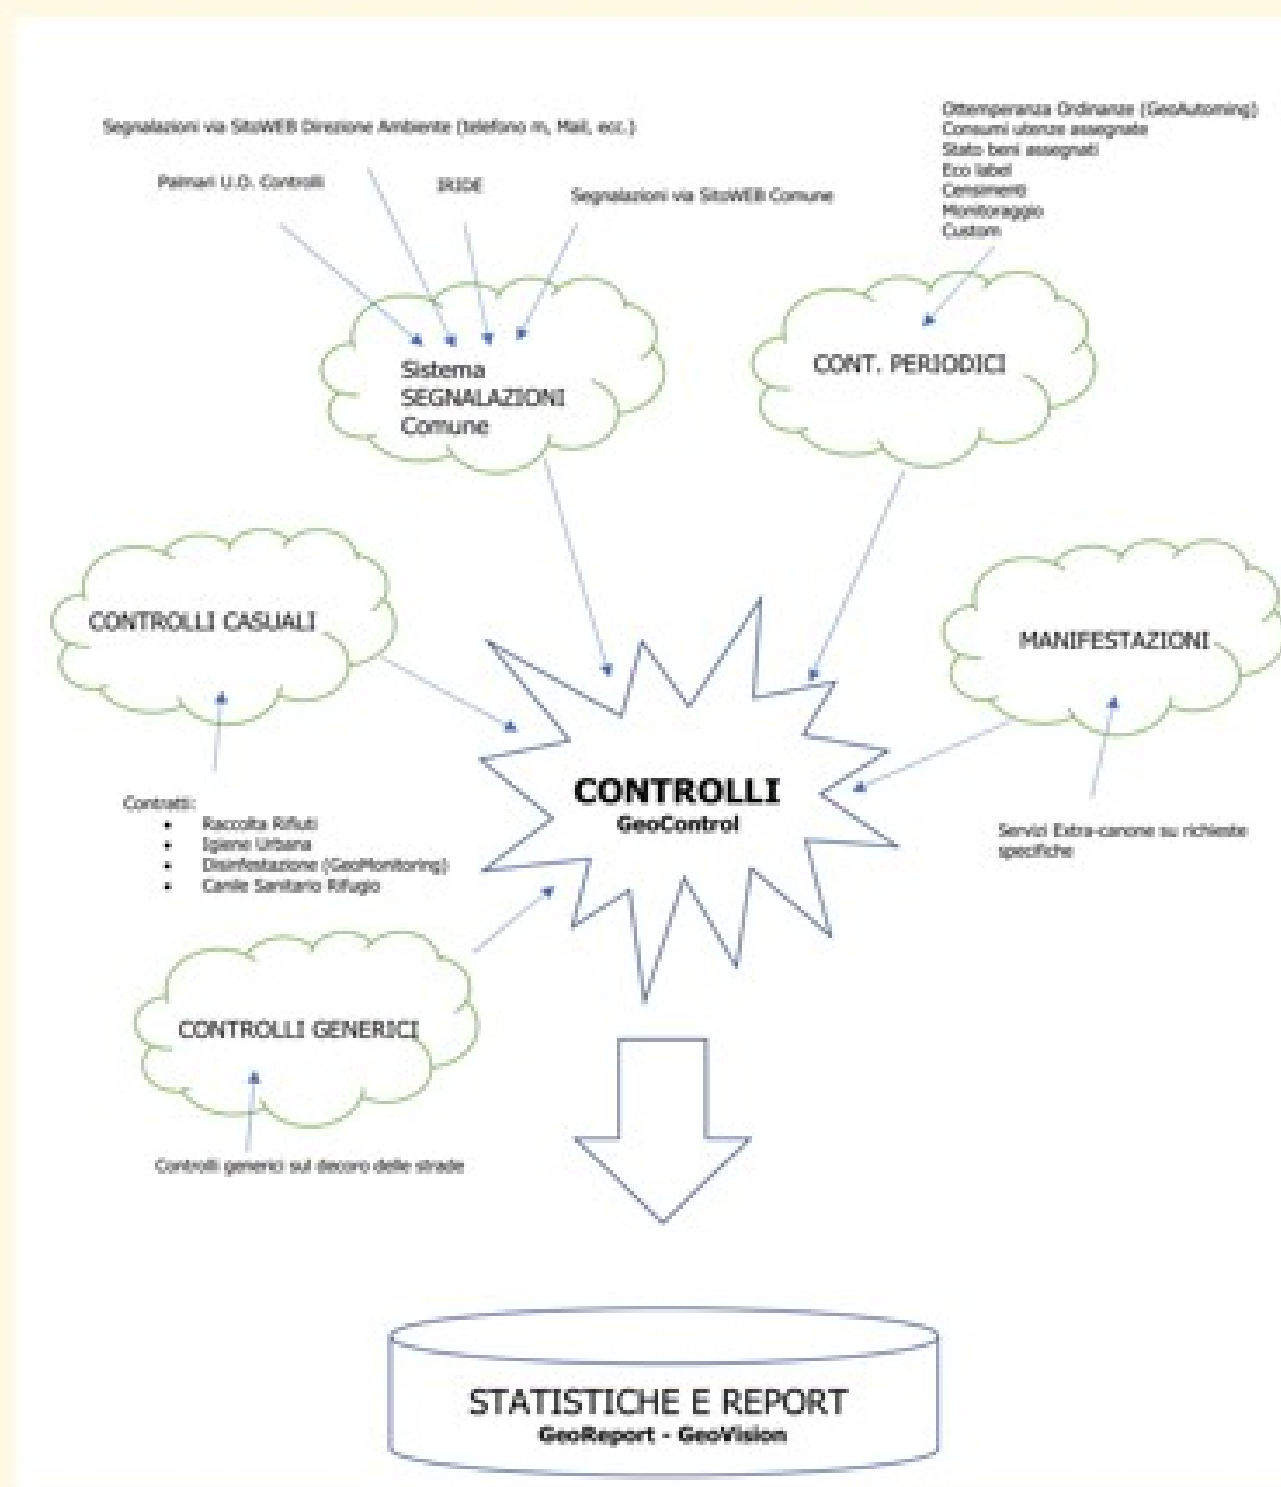 Segnalazioni via SitoWEB Direzione Ambiente (telefono m, Mail, ecc.)
Palmari U.O. Controlli
IRIDE
Segnalazioni via SitoWEB Comune
Ottemperanza Ordinanze (GeoAutoming)
Consumi utenze assegnate
Stato beni assegnati
Eco label
Censimenti
Monitoraggio
Custom
Sistema
SEGNALAZIONI
Comune
CONT. PERIODICI
CONTROLLI CASUALI
MANIFESTAZIONI
CONTROLLI
GeoControl
Contratti:
• Raccolta Rifiuti
• Igiene Urbana
• Disinfestazione (GeoMonitoring)
• Canile Sanitario Rifugio
Servizi Extra-canone su richieste
specifiche
CONTROLLI GENERICI
Controlli generici sul decoro delle strade
STATISTICHE E REPORT
GeoReport - GeoVision